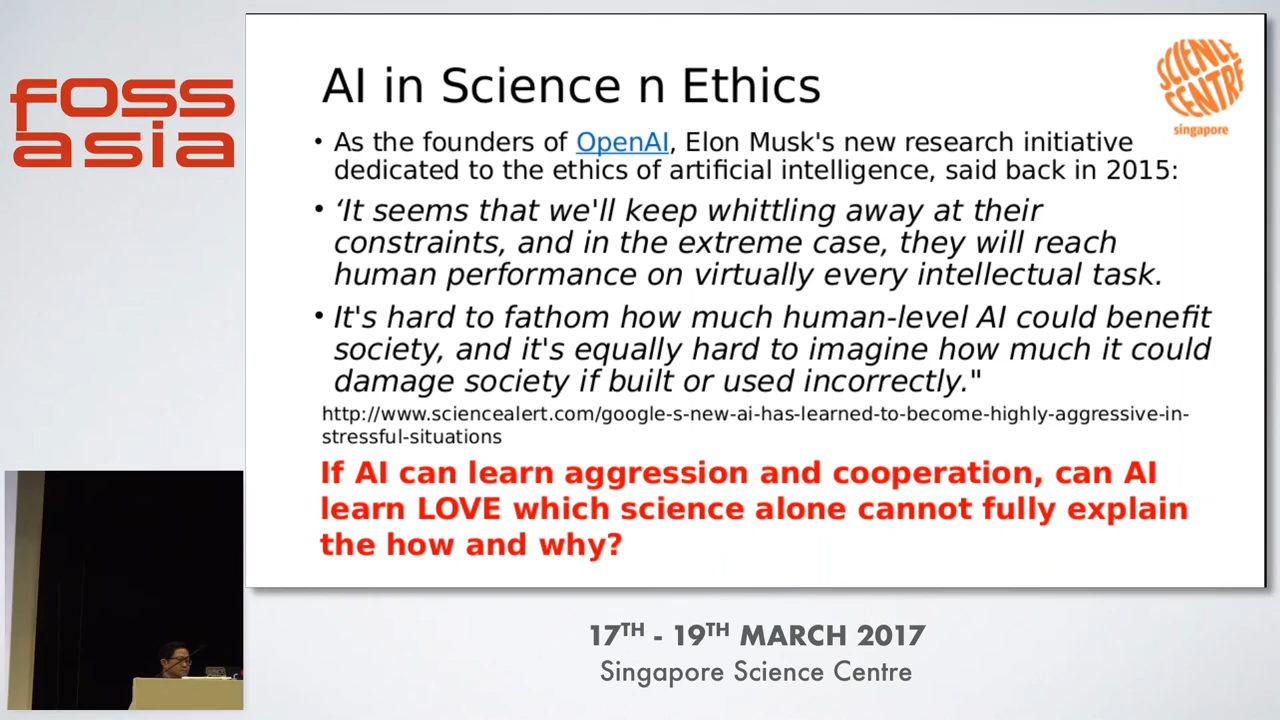 foss
asia
AI in Science n Ethics
SCIENCE
CENTRE
singapore
• As the founders of OpenAI, Elon Musk's new research initiative
dedicated to the ethics of artificial intelligence, said back in 2015:
• ‘It seems that we'll keep whittling away at their
constraints, and in the extreme case, they will reach
human performance on virtually every intellectual task.
• It's hard to fathom how much human-level AI could benefit
society, and it's equally hard to imagine how much it could
damage society if built or used incorrectly."
http://www.sciencealert.com/google-s-new-ai-has-learned-to-become-highly-aggressive-in-
stressful-situations
If AI can learn aggression and cooperation, can AI
learn LOVE which science alone cannot fully explain
the how and why?
17TH - 19TH MARCH 2017
Singapore Science Centre